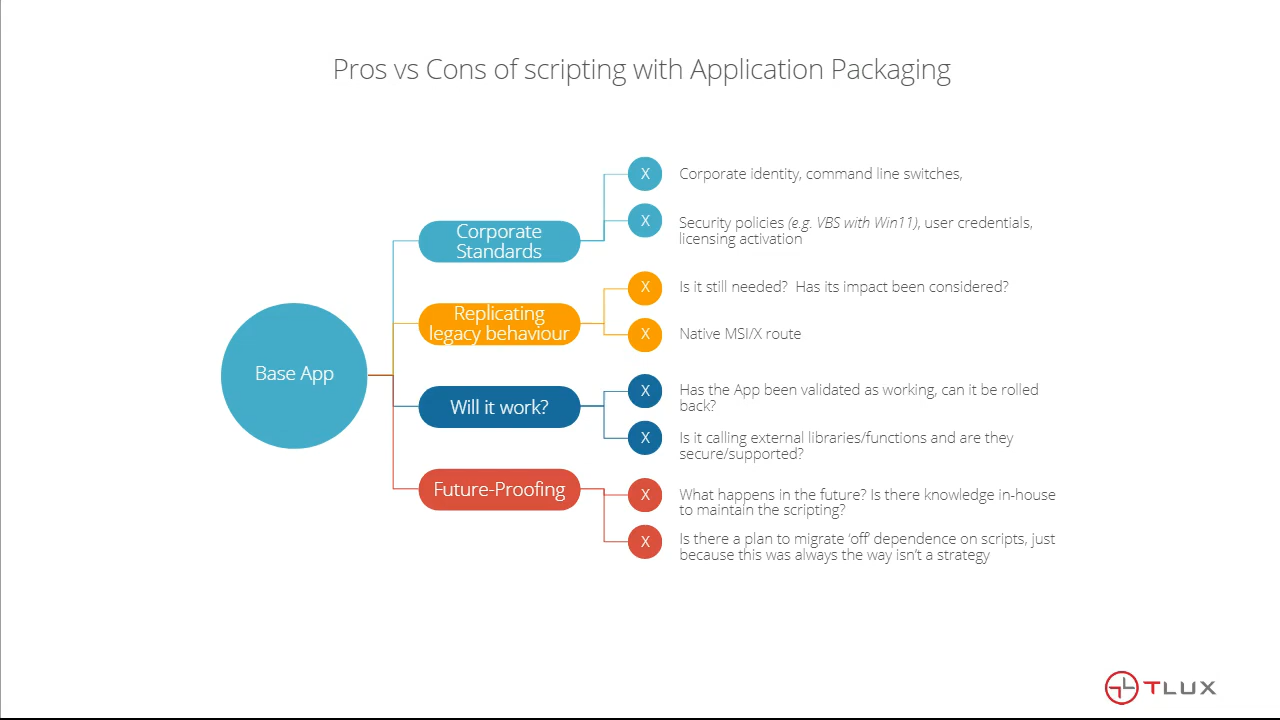 Pros vs Cons of scripting with Application Packaging
Base App
Corporate
Standards
X
Corporate identity, command line switches,
X
Security policies (e.g. VBS with Win11), user credentials,
licensing activation
Replicating
legacy behaviour
X
Is it still needed?  Has its impact been considered?
X
Native MSI/X route
Will it work?
X
Has the App been validated as working, can it be rolled
back?
X
Is it calling external libraries/functions and are they
secure/supported?
Future-Proofing
X
What happens in the future? Is there knowledge in-house
to maintain the scripting?
X
Is there a plan to migrate ‘off’ dependence on scripts, just
because this was always the way isn’t a strategy
TLUX